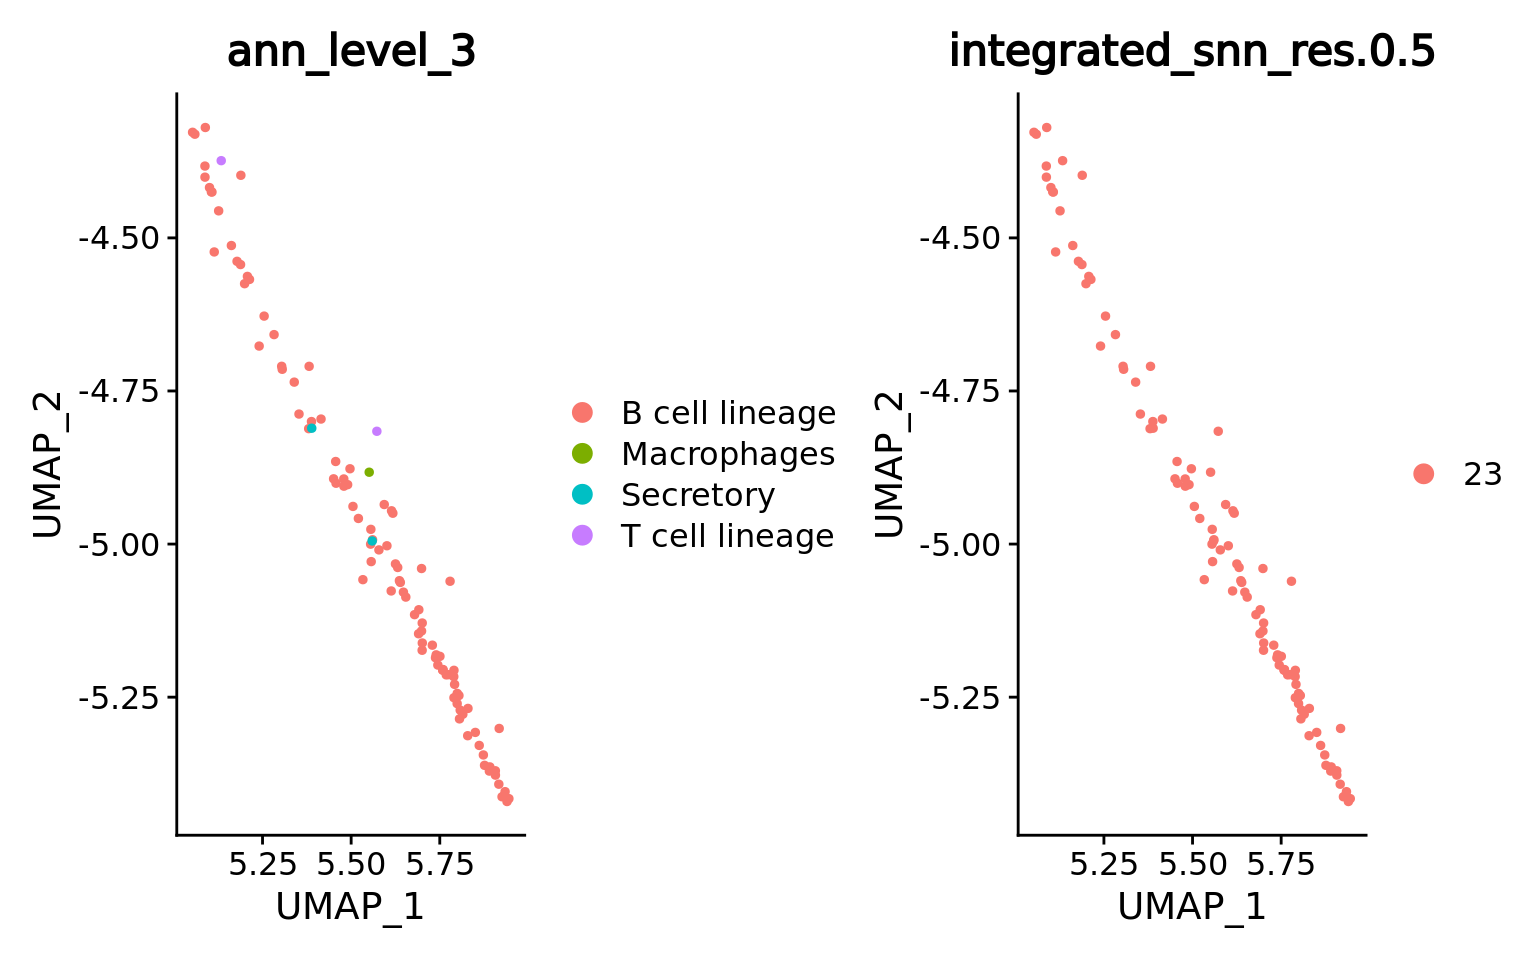 ann_level_3
UMAP_2
-4.50
-4.75
-5.00
-5.25
5.25 5.50 5.75
UMAP_1
B cell lineage
Macrophages
Secretory
T cell lineage
integrated_snn_res.0.5
UMAP_2
-4.50
-4.75
-5.00
-5.25
5.25 5.50 5.75
UMAP_1
23